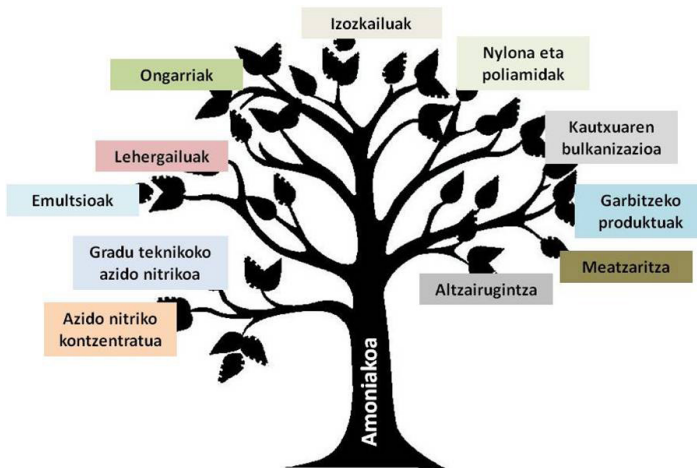 Izozkailuak
Ongarriak
Nylona eta
poliamidak
Lehergailuak
Kautxuaren
bulkanizazioa
Emultsioak
Garbitzeko
produktuak
Gradu teknikoko
azido nitrikoa
Altzairugintza
Meatzaritza
Azido nitriko
kontzentratua
Amoniakoa